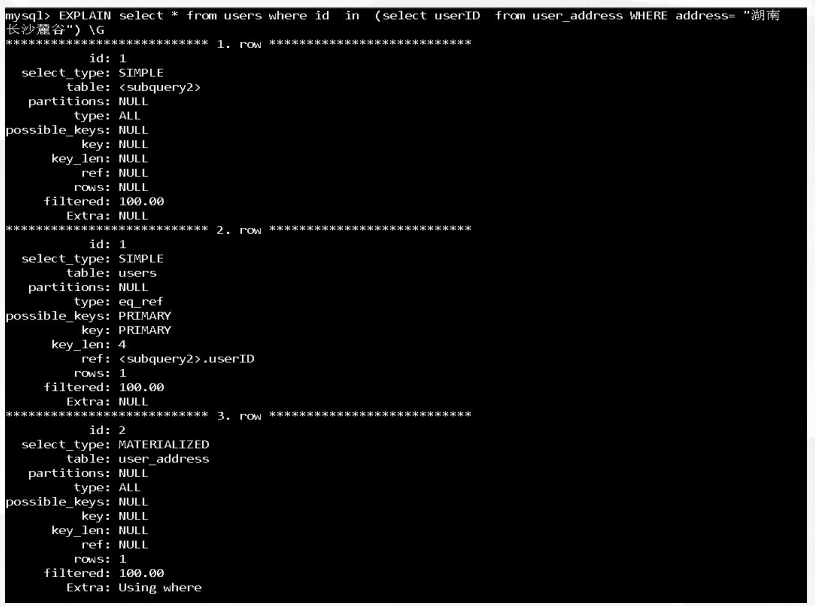 mysql> EXPLAIN select * from users where id  in  (select userID  from user_address WHERE address= "湖南
长沙麓谷") \G
*************************** 1. row ***************************
id: 1
select_type: SIMPLE
table: <subquery2>
partitions: NULL
type: ALL
possible_keys: NULL
key: NULL
key_len: NULL
ref: NULL
rows: NULL
filtered: 100.00
Extra: NULL
*************************** 2. row ***************************
id: 1
select_type: SIMPLE
table: users
partitions: NULL
type: eq_ref
possible_keys: PRIMARY
key: PRIMARY
key_len: 4
ref: <subquery2>.userID
rows: 1
filtered: 100.00
Extra: NULL
*************************** 3. row ***************************
id: 2
select_type: MATERIALIZED
table: user_address
partitions: NULL
type: ALL
possible_keys: NULL
key: NULL
key_len: NULL
ref: NULL
rows: 1
filtered: 100.00
Extra: Using where